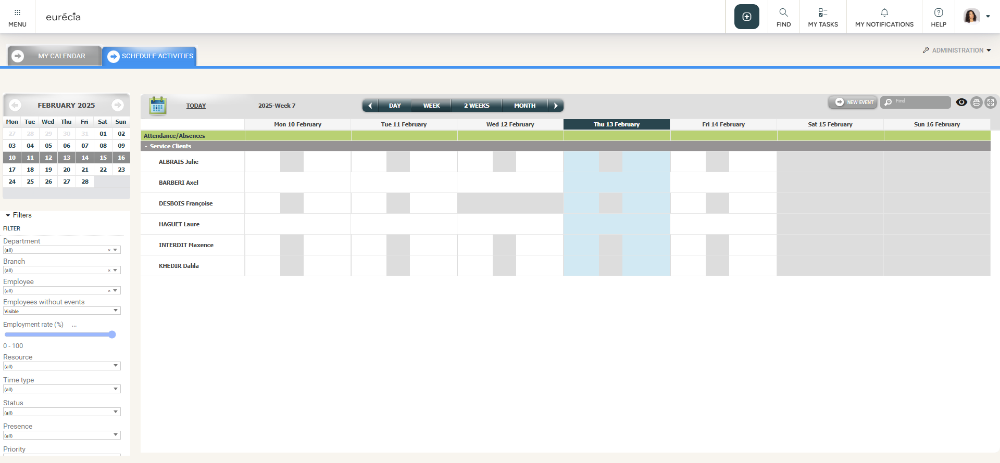 MENU
eurécia
FIND
MY TASKS
MY NOTIFICATIONS
HELP
MY CALENDAR
SCHEDULE ACTIVITIES
ADMINISTRATION
FEBRUARY 2025
Mon Tue Wed Thu Fri Sat Sun
27 28 29 30 31 01 02
03 04 05 06 07 08 09
10 11 12 13 14 15 16
17 18 19 20 21 22 23
24 25 26 27 28
TODAY
2025-Week 7
DAY WEEK 2 WEEKS MONTH
NEW EVENT
Find
Mon 10 February Tue 11 February Wed 12 February Thu 13 February Fri 14 February Sat 15 February Sun 16 February
Attendance/Absences
- Service Clients
ALBRAIS Julie
BARBERI Axel
DESBOIS Françoise
HAGUET Laure
INTERDIT Maxence
KHEDIR Dalila
Filters
FILTER
Department
(all) ×
Branch
(all) ×
Employee
(all) ×
Employees without events
Visible
Employment rate (%) ...
0 - 100
Resource
(all)
Time type
(all)
Status
(all)
Presence
(all)
Priority